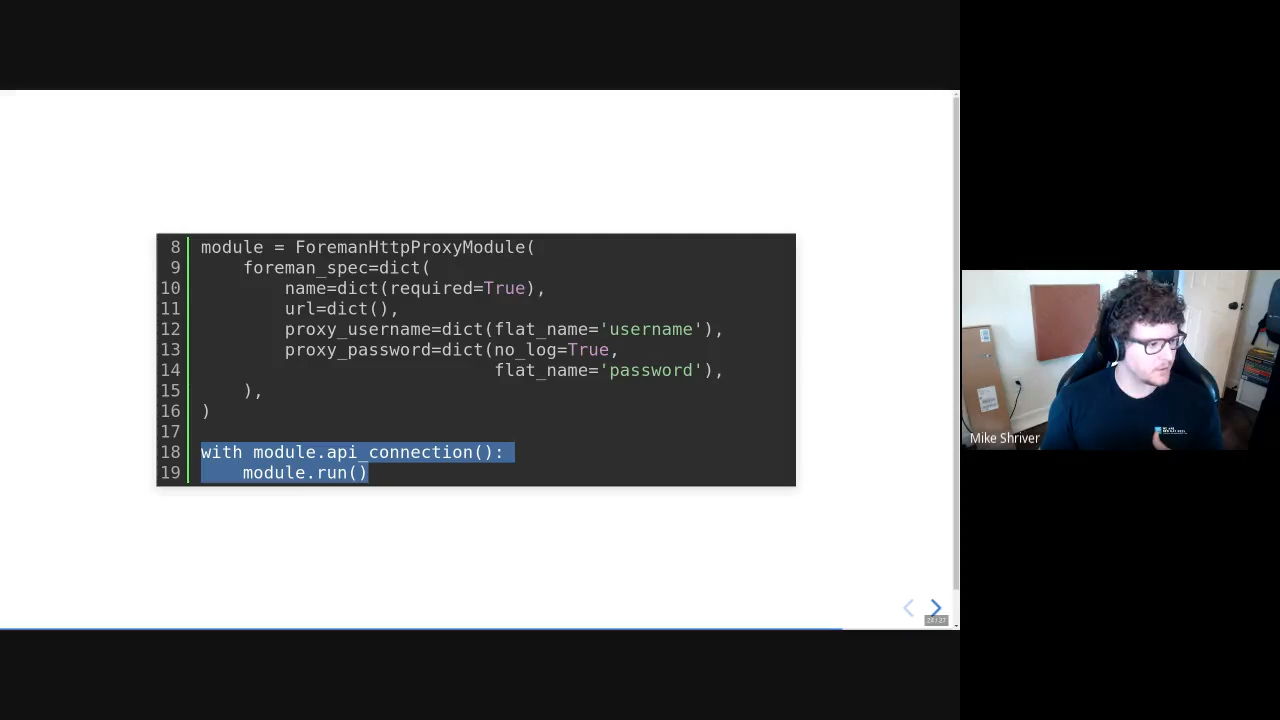 8 module = ForemanHttpProxyModule(
9     foreman_spec=dict(
10         name=dict(required=True),
11         url=dict(),
12         proxy_username=dict(flat_name='username'),
13         proxy_password=dict(no_log=True,
14                             flat_name='password'),
15     ),
16 )
17
18 with module.api_connection():
19     module.run()
24 / 27
Mike Shriver